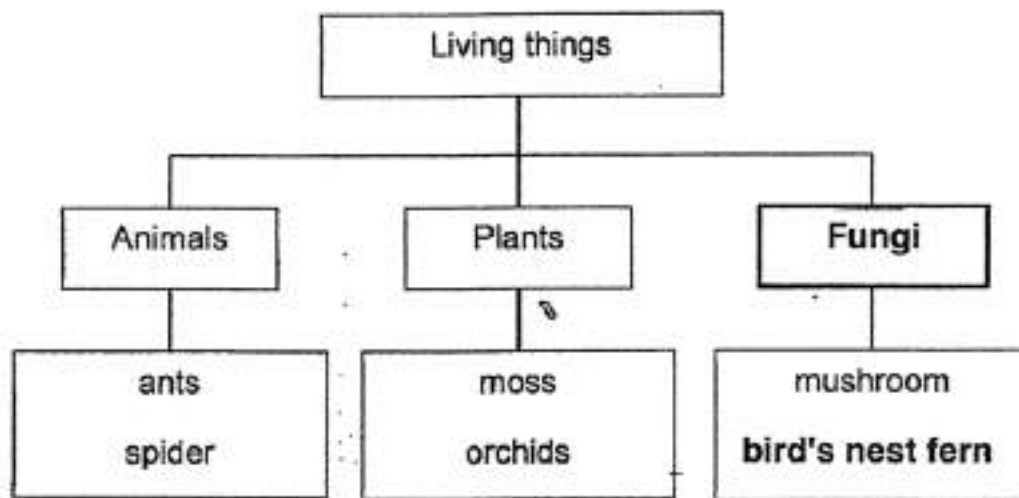 Living things
Animals
Plants
Fungi
ants
spider
moss
orchids
mushroom
bird's nest fern